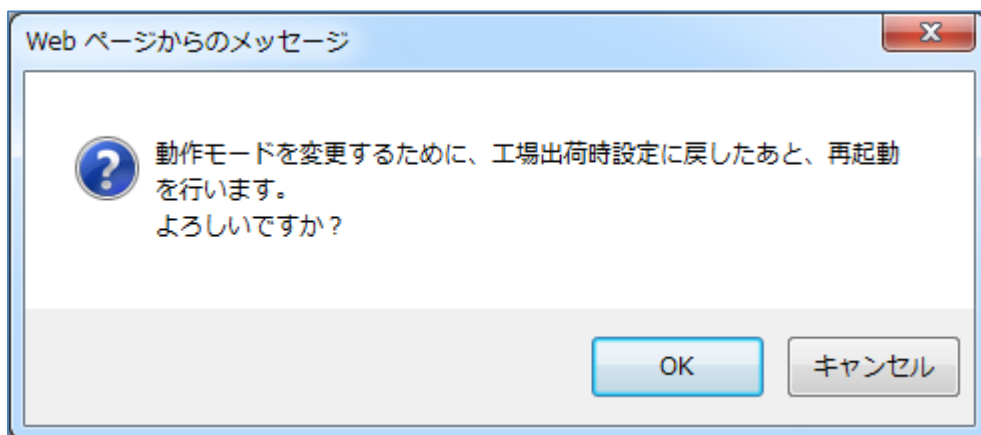 Web ページからのメッセージ
動作モードを変更するために、工場出荷時設定に戻したあと、再起動
を行います。
よろしいですか？
OK
キャンセル